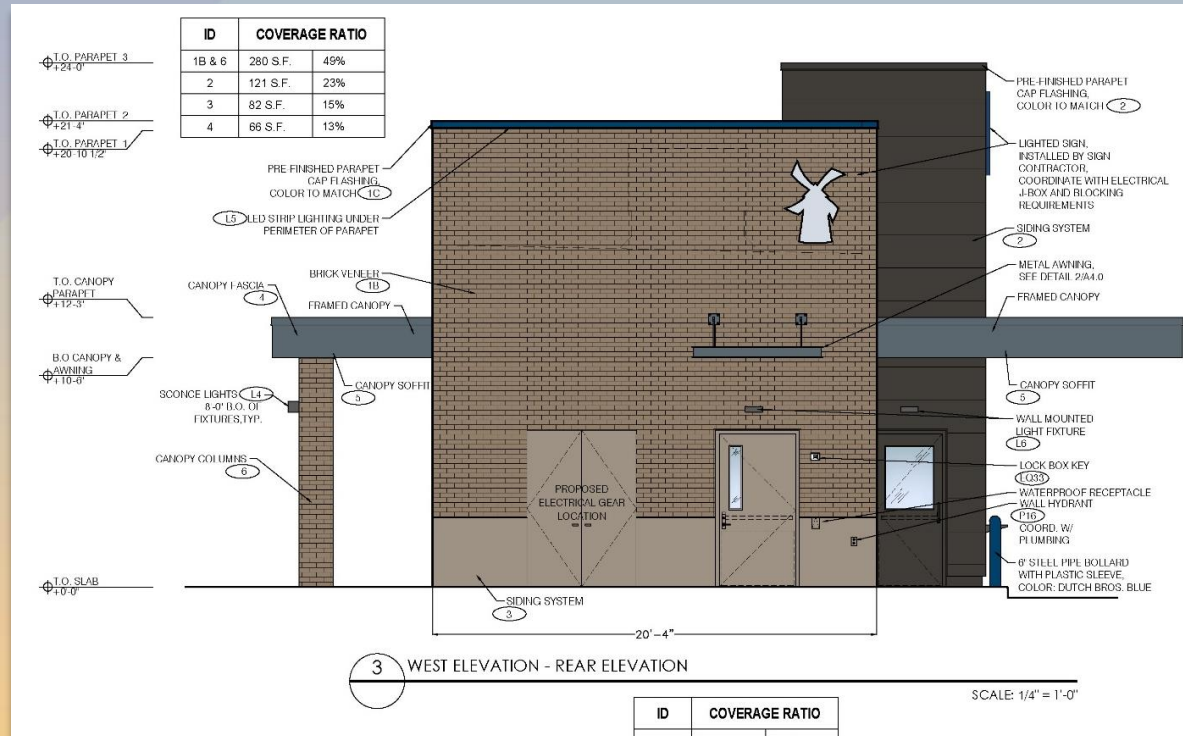 ID COVERAGE RATIO
1B & 6 280 S.F. 49%
2 121 S.F. 23%
3 82 S.F. 15%
4 66 S.F. 13%
T.O. PARAPET 3
+24'-0"
T.O. PARAPET 2
+21'-4"
T.O. PARAPET 1
+20'-10 1/2"
T.O. CANOPY
PARAPET
+12'-3"
B.O CANOPY &
AWNING
+10'-6"
T.O. SLAB
+0'-0"
PRE FINISHED PARAPET
CAP FLASHING,
COLOR TO MATCH 1C
L5 LED STRIP LIGHTING UNDER
PERIMETER OF PARAPET
BRICK VENEER
1B
CANOPY FASCIA
4
FRAMED CANOPY
CANOPY SOFFIT
5
SCONCE LIGHTS L4
8'-0" B.O. OF
FIXTURES,TYP.
CANOPY COLUMNS
6
PROPOSED
ELECTRICAL GEAR
LOCATION
SIDING SYSTEM
3
20'-4"
PRE-FINISHED PARAPET
CAP FLASHING,
COLOR TO MATCH 2
LIGHTED SIGN,
INSTALLED BY SIGN
CONTRACTOR,
COORDINATE WITH ELECTRICAL
J-BOX AND BLOCKING
REQUIREMENTS
SIDING SYSTEM
2
METAL AWNING,
SEE DETAIL 2/A4.0
FRAMED CANOPY
CANOPY SOFFIT
5
WALL MOUNTED
LIGHT FIXTURE
L6
LOCK BOX KEY
EQ33
WATERPROOF RECEPTACLE
WALL HYDRANT
P16
COORD. W/
PLUMBING
6" STEEL PIPE BOLLARD
WITH PLASTIC SLEEVE,
COLOR: DUTCH BROS. BLUE
3 WEST ELEVATION - REAR ELEVATION
SCALE: 1/4" = 1'-0"
ID COVERAGE RATIO